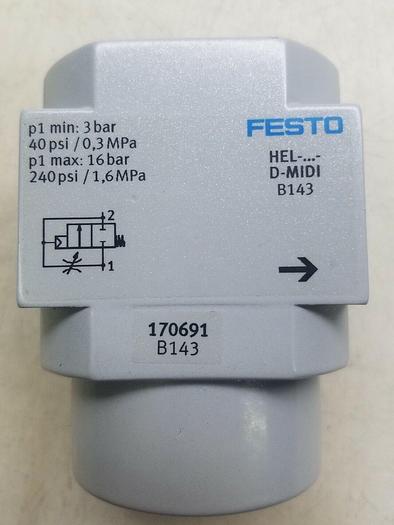 p1 min: 3 bar
40 psi / 0,3 MPa
p1 max: 16 bar
240 psi / 1,6 MPa
FESTO
HEL-...-
D-MIDI
B143
2
1
170691
B143